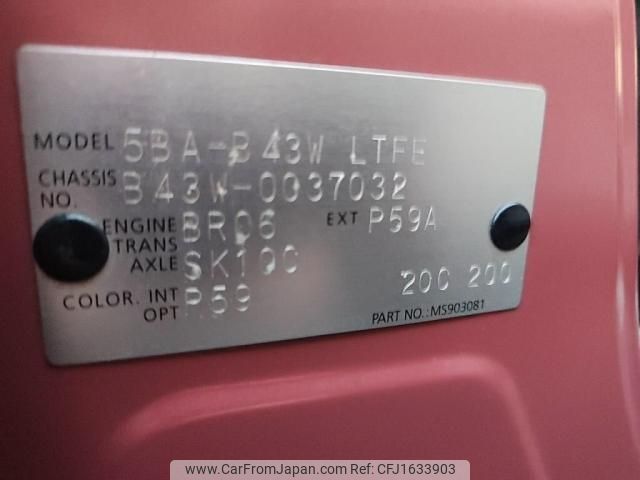 MODEL 5BA-B43W LTFE
CHASSIS NO. B43W-0037032
ENGINE BR06 EXT P59A
TRANS AXLE SK10C
COLOR. INT P59 20C 200
OPT
PART NO.: MS903081
www.CarFromJapan.com - Ref No CFJ1633903